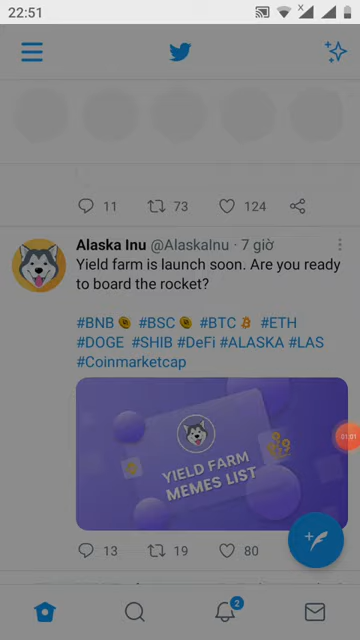 22:51
11 73 124
Alaska Inu @AlaskaInu · 7 giờ
Yield farm is launch soon. Are you ready
to board the rocket?
#BNB #BSC #BTC #ETH
#DOGE #SHIB #DeFi #ALASKA #LAS
#Coinmarketcap
YIELD FARM
MEMES LIST
01:01
13 19 80
2